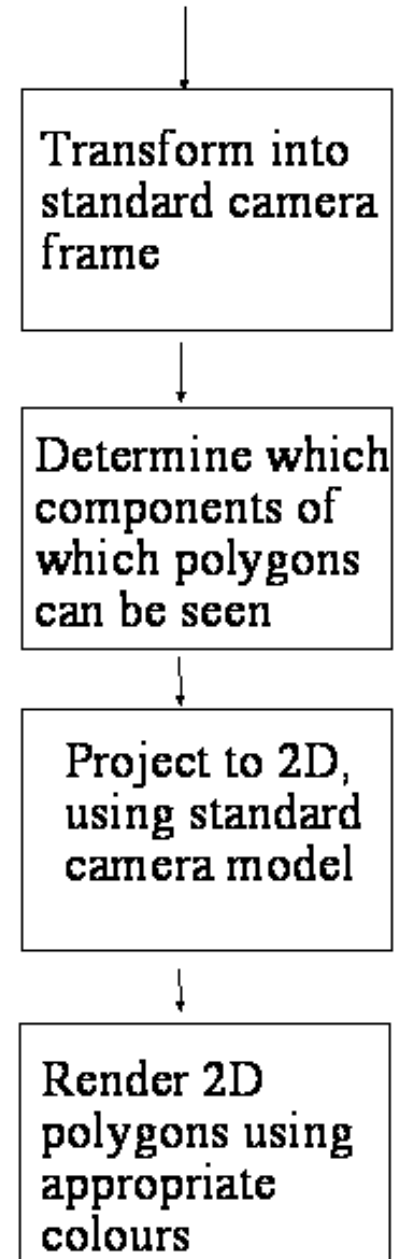 Transform into
standard camera
frame
Determine which
components of
which polygons
can be seen
Project to 2D,
using standard
camera model
Render 2D
polygons using
appropriate
colours